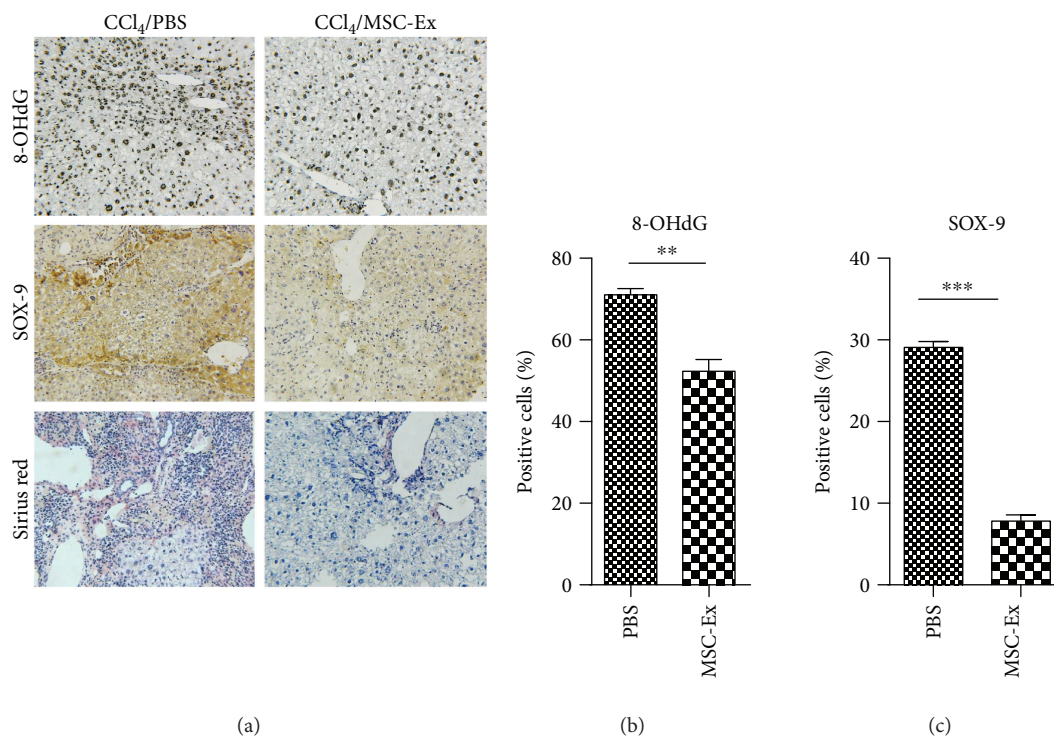 CCl₄/PBS
CCl₄/MSC-Ex
8-OHdG
SOX-9
Sirius red
(a)
8-OHdG
**
80
60
40
20
0
Positive cells (%)
PBS
MSC-Ex
(b)
SOX-9
***
40
30
20
10
0
Positive cells (%)
PBS
MSC-Ex
(c)